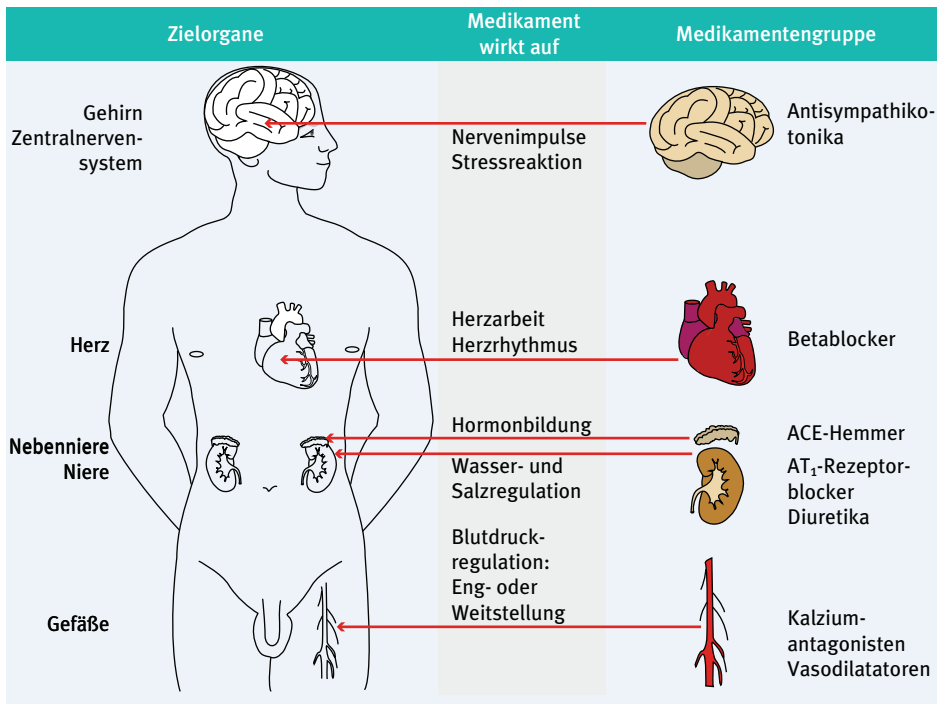 Zielorgane
Medikament
wirkt auf
Medikamentengruppe
Gehirn
Zentralnerven-
system
Nervenimpulse
Stressreaktion
Antisympathiko-
tonika
Herz
Herzarbeit
Herzrhythmus
Betablocker
Nebenniere
Niere
Hormonbildung
Wasser- und
Salzregulation
ACE-Hemmer
AT₁-Rezeptor-
blocker
Diuretika
Gefäße
Blutdruck-
regulation:
Eng- oder
Weitstellung
Kalzium-
antagonisten
Vasodilatatoren